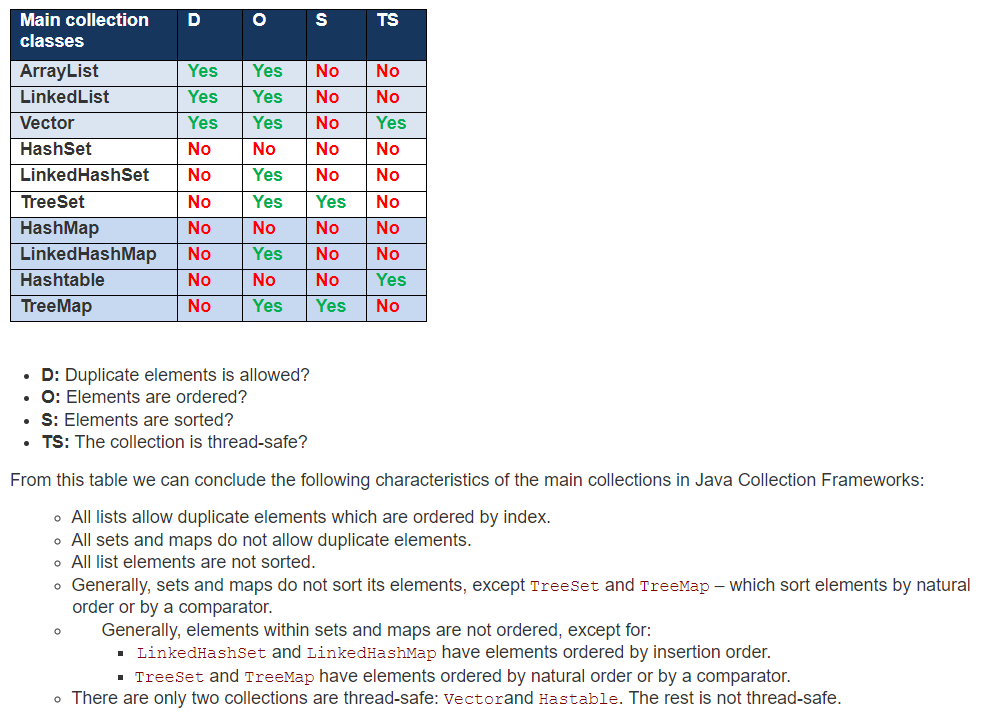 Main collection classes D O S TS
ArrayList Yes Yes No No
LinkedList Yes Yes No No
Vector Yes Yes No Yes
HashSet No No No No
LinkedHashSet No Yes No No
TreeSet No Yes Yes No
HashMap No No No No
LinkedHashMap No Yes No No
Hashtable No No No Yes
TreeMap No Yes Yes No
• D: Duplicate elements is allowed?
• O: Elements are ordered?
• S: Elements are sorted?
• TS: The collection is thread-safe?
From this table we can conclude the following characteristics of the main collections in Java Collection Frameworks:
◦ All lists allow duplicate elements which are ordered by index.
◦ All sets and maps do not allow duplicate elements.
◦ All list elements are not sorted.
◦ Generally, sets and maps do not sort its elements, except TreeSet and TreeMap – which sort elements by natural
order or by a comparator.
◦ Generally, elements within sets and maps are not ordered, except for:
▪ LinkedHashSet and LinkedHashMap have elements ordered by insertion order.
▪ TreeSet and TreeMap have elements ordered by natural order or by a comparator.
◦ There are only two collections are thread-safe: Vectorand Hastable. The rest is not thread-safe.